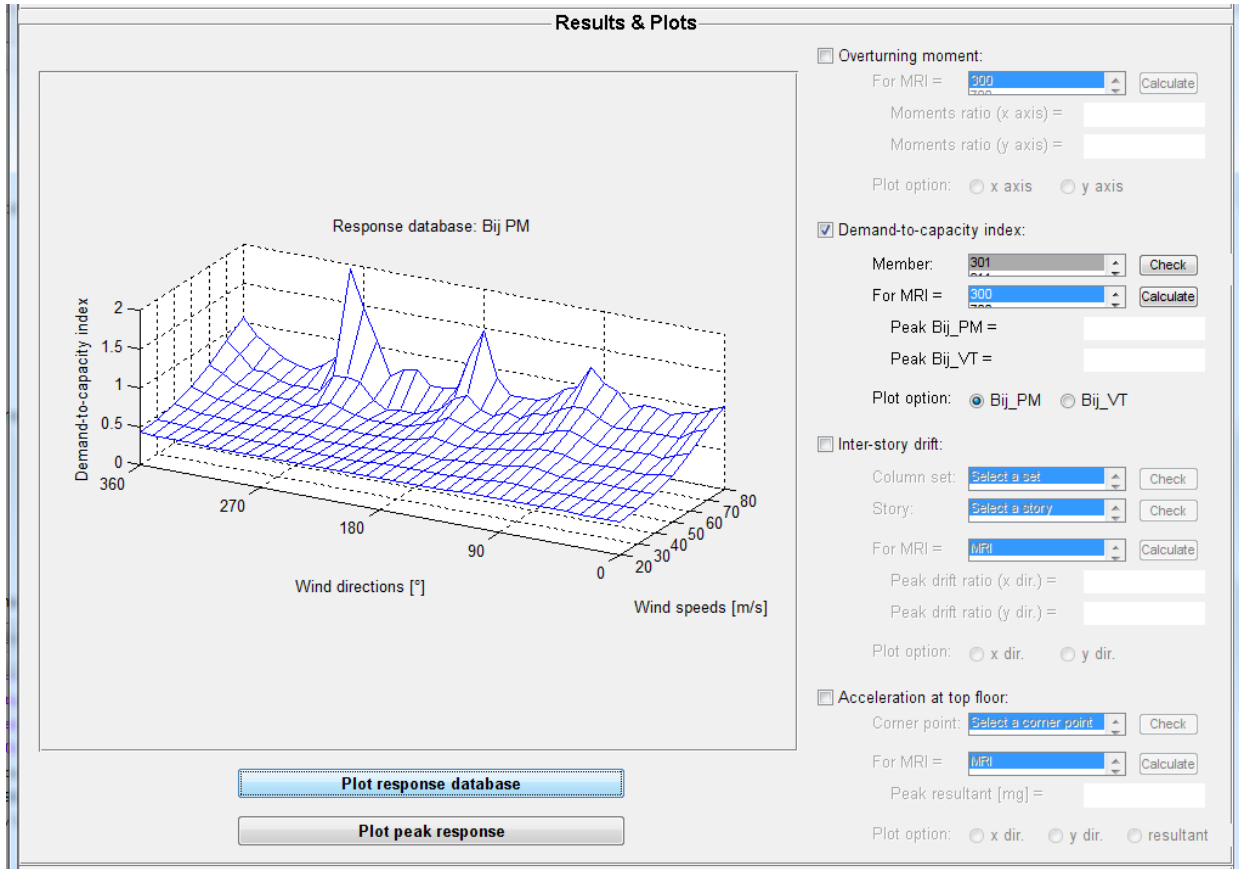 Results & Plots
Response database: Bij PM
Demand-to-capacity index
2
1.5
1
0.5
0
360
270
180
90
0
20
30
40
50
60
70
80
Wind directions [°]
Wind speeds [m/s]
Plot response database
Plot peak response
Overturning moment:
For MRI = 300 Calculate
Moments ratio (x axis) =
Moments ratio (y axis) =
Plot option: x axis y axis
Demand-to-capacity index:
Member: 301 Check
For MRI = 300 Calculate
Peak Bij_PM =
Peak Bij_VT =
Plot option: Bij_PM Bij_VT
Inter-story drift:
Column set: Select a set Check
Story: Select a story Check
For MRI = MRI Calculate
Peak drift ratio (x dir.) =
Peak drift ratio (y dir.) =
Plot option: x dir. y dir.
Acceleration at top floor:
Corner point: Select a corner point Check
For MRI = MRI Calculate
Peak resultant [mg] =
Plot option: x dir. y dir. resultant